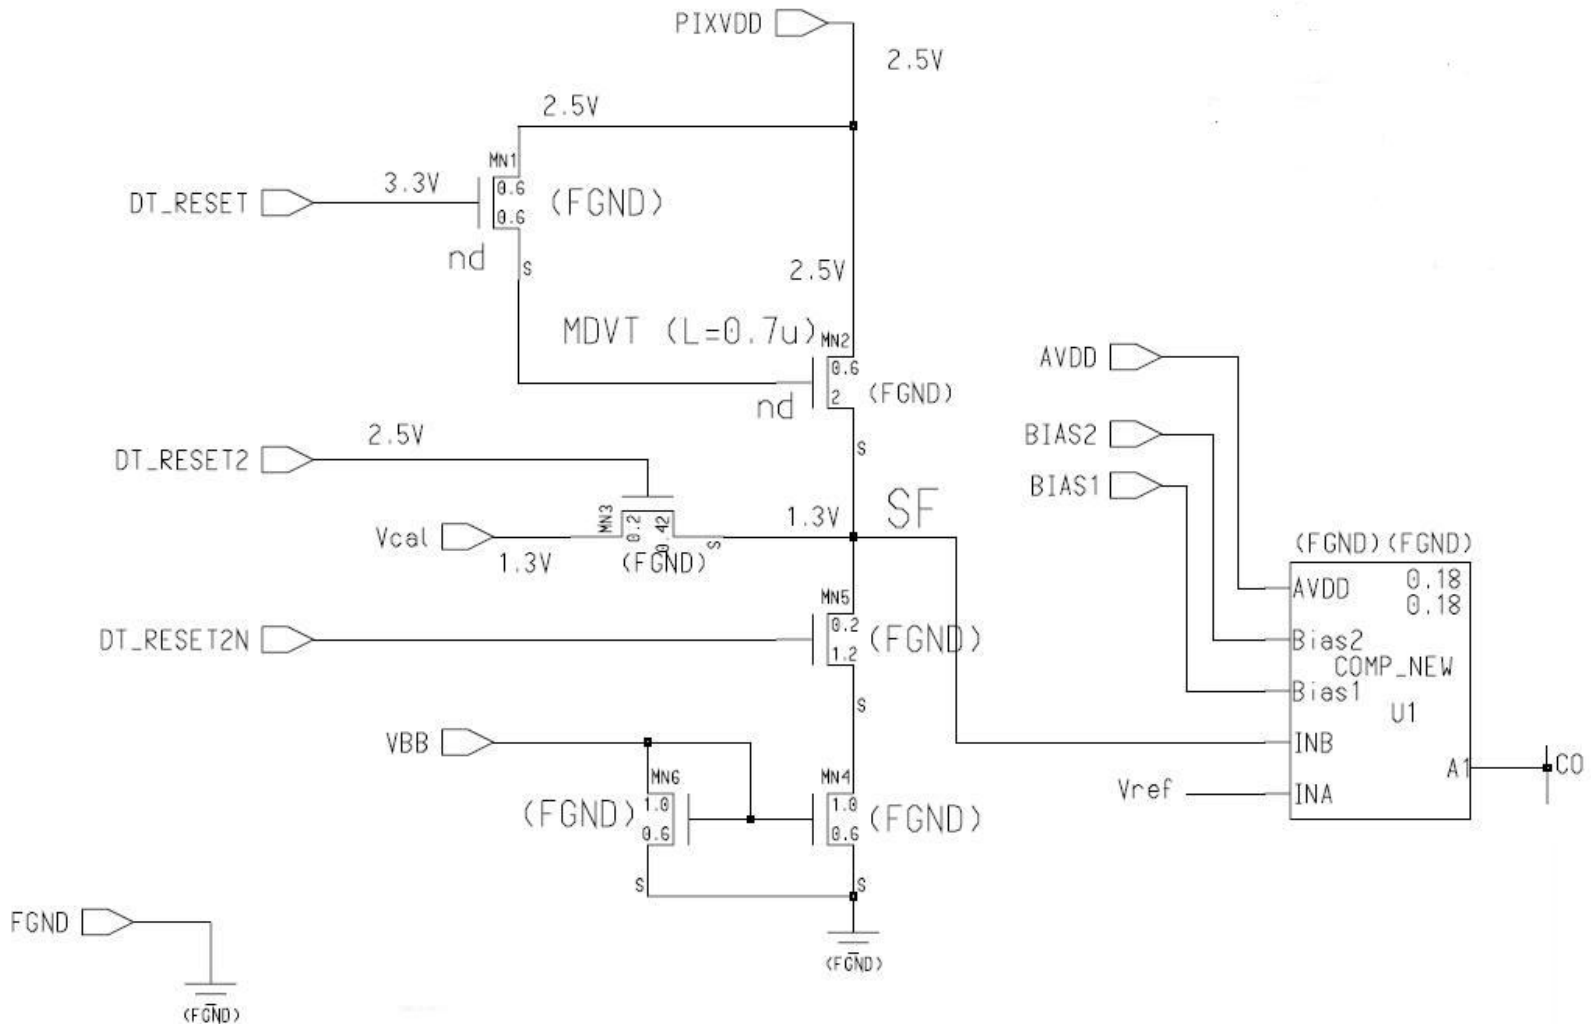 PIXVDD
2.5V
2.5V
MN1
DT_RESET
3.3V
0.6
0.6
(FGND)
nd
S
2.5V
MDVT (L=0.7u)
MN2
0.6
2
(FGND)
nd
S
AVDD
BIAS2
BIAS1
DT_RESET2
2.5V
Vcal
1.3V
MN3
0.2
0.42
(FGND)
S
1.3V
SF
(FGND)(FGND)
AVDD
0.18
0.18
Bias2
COMP_NEW
Bias1
U1
INB
A1
CO
Vref
INA
MN5
DT_RESET2N
0.2
1.2
(FGND)
S
VBB
MN6
(FGND)
1.0
0.6
MN4
1.0
0.6
(FGND)
S
S
(FGND)
FGND
(FGND)